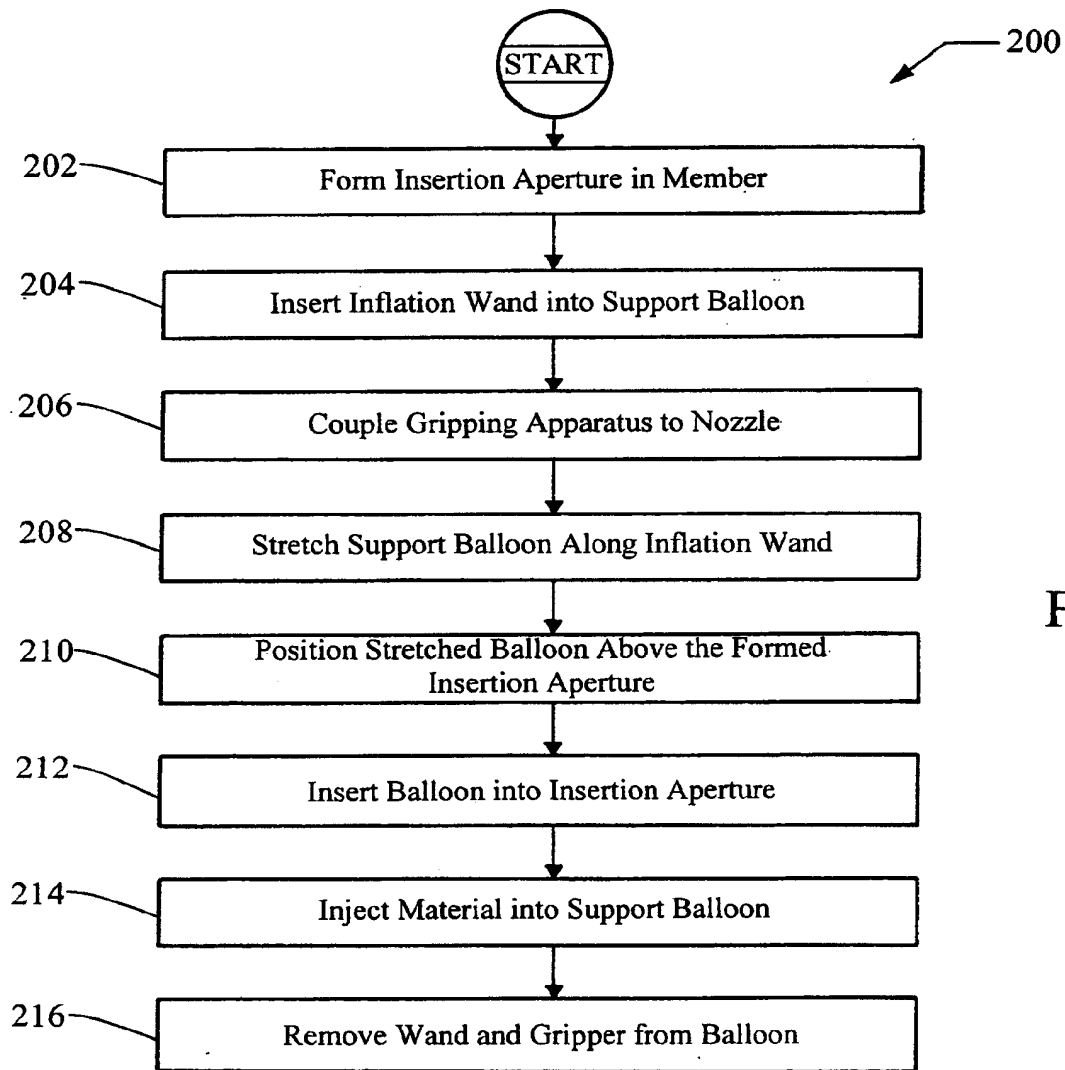 START
200
202
Form Insertion Aperture in Member
204
Insert Inflation Wand into Support Balloon
206
Couple Gripping Apparatus to Nozzle
208
Stretch Support Balloon Along Inflation Wand
210
Position Stretched Balloon Above the Formed
Insertion Aperture
212
Insert Balloon into Insertion Aperture
214
Inject Material into Support Balloon
216
Remove Wand and Gripper from Balloon